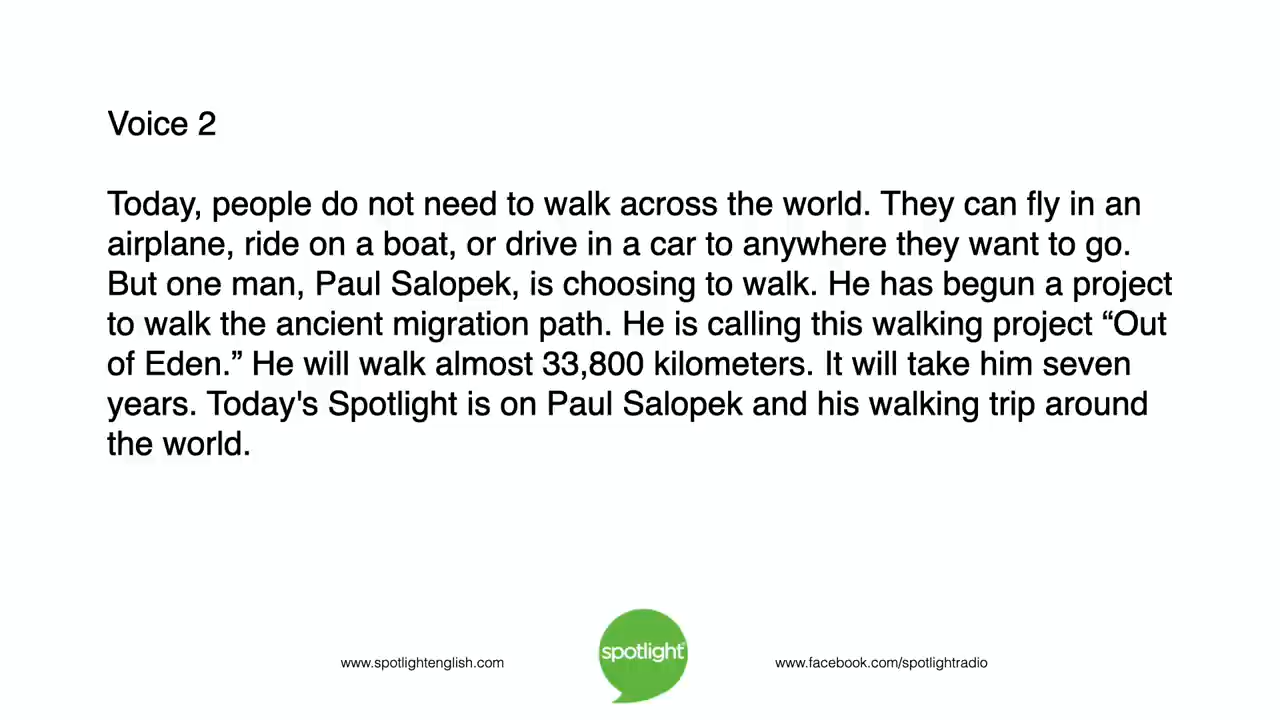 Voice 2
Today, people do not need to walk across the world. They can fly in an
airplane, ride on a boat, or drive in a car to anywhere they want to go.
But one man, Paul Salopek, is choosing to walk. He has begun a project
to walk the ancient migration path. He is calling this walking project “Out
of Eden.” He will walk almost 33,800 kilometers. It will take him seven
years. Today's Spotlight is on Paul Salopek and his walking trip around
the world.
www.spotlightenglish.com
spotlight
www.facebook.com/spotlightradio